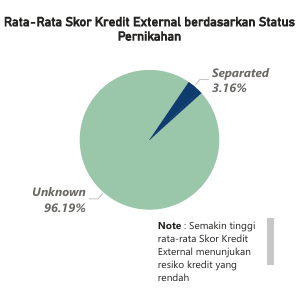 Rata-Rata Skor Kredit External berdasarkan Status
Pernikahan
Separated
3.16%
Unknown
96.19%
Note : Semakin tinggi
rata-rata Skor Kredit
External menunjukan
resiko kredit yang
rendah